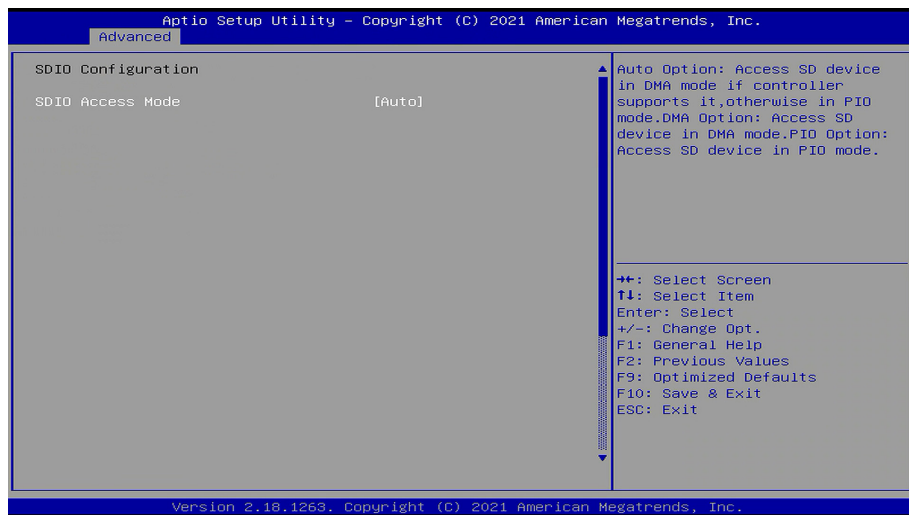 Aptio Setup Utility – Copyright (C) 2021 American Megatrends, Inc.
Advanced
SDIO Configuration
SDIO Access Mode [Auto]
Auto Option: Access SD device
in DMA mode if controller
supports it,otherwise in PIO
mode.DMA Option: Access SD
device in DMA mode.PIO Option:
Access SD device in PIO mode.
→←: Select Screen
↑↓: Select Item
Enter: Select
+/-: Change Opt.
F1: General Help
F2: Previous Values
F9: Optimized Defaults
F10: Save & Exit
ESC: Exit
Version 2.18.1263. Copyright (C) 2021 American Megatrends, Inc.